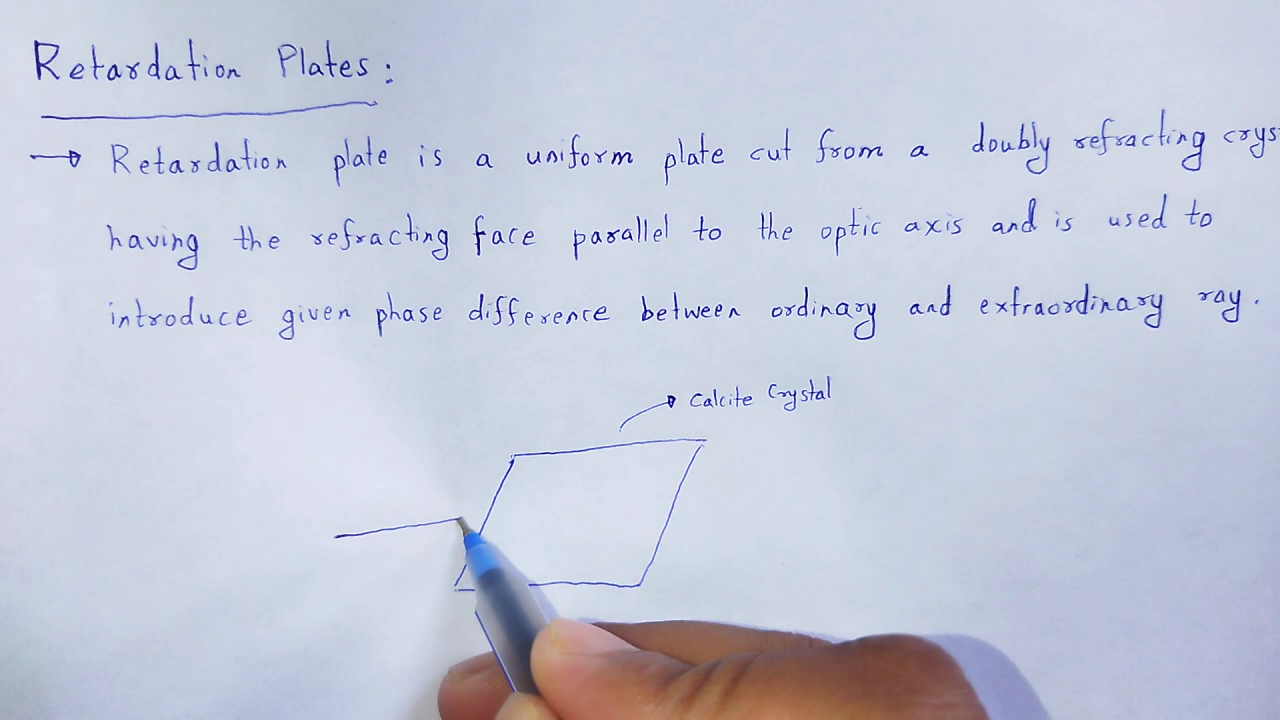 Retardation Plates:
→ Retardation plate is a uniform plate cut from a doubly refracting crys
having the refracting face parallel to the optic axis and is used to
introduce given phase difference between ordinary and extraordinary ray.
Calcite Crystal